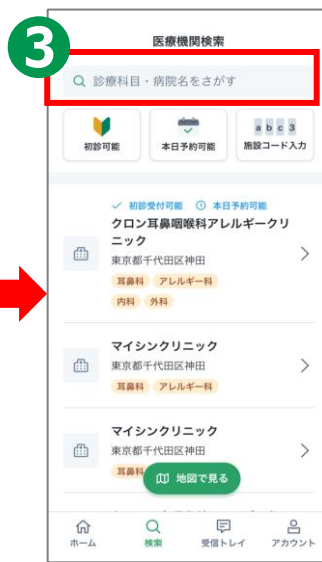 3
医療機関検索
診療科目・病院名をさがす
初診可能
本日予約可能
a b c 3
施設コード入力
初診受付可能 本日予約可能
クロン耳鼻咽喉科アレルギークリ
ニック
東京都千代田区神田
耳鼻科 アレルギー科
内科 外科
マイシンクリニック
東京都千代田区神田
耳鼻科 アレルギー科
マイシンクリニック
東京都千代田区神田
耳鼻科
地図で見る
ホーム 検索 受信トレイ アカウント